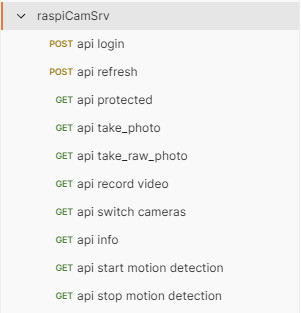 raspiCamSrv
POST api login
POST api refresh
GET api protected
GET api take_photo
GET api take_raw_photo
GET api record video
GET api switch cameras
GET api info
GET api start motion detection
GET api stop motion detection